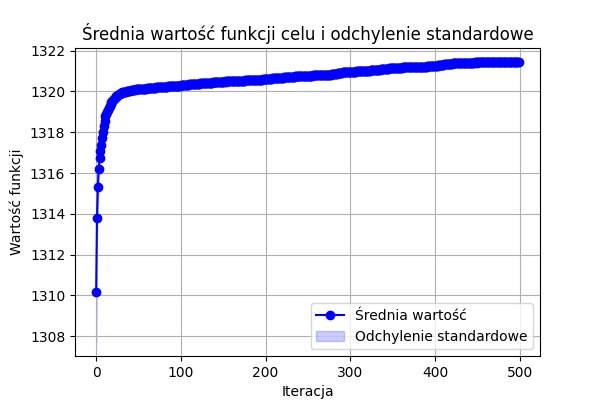 Średnia wartość funkcji celu i odchylenie standardowe
1322
1320
1318
1316
1314
1312
1310
1308
Wartość funkcji
0
100
200
300
400
500
Iteracja
Średnia wartość
Odchylenie standardowe